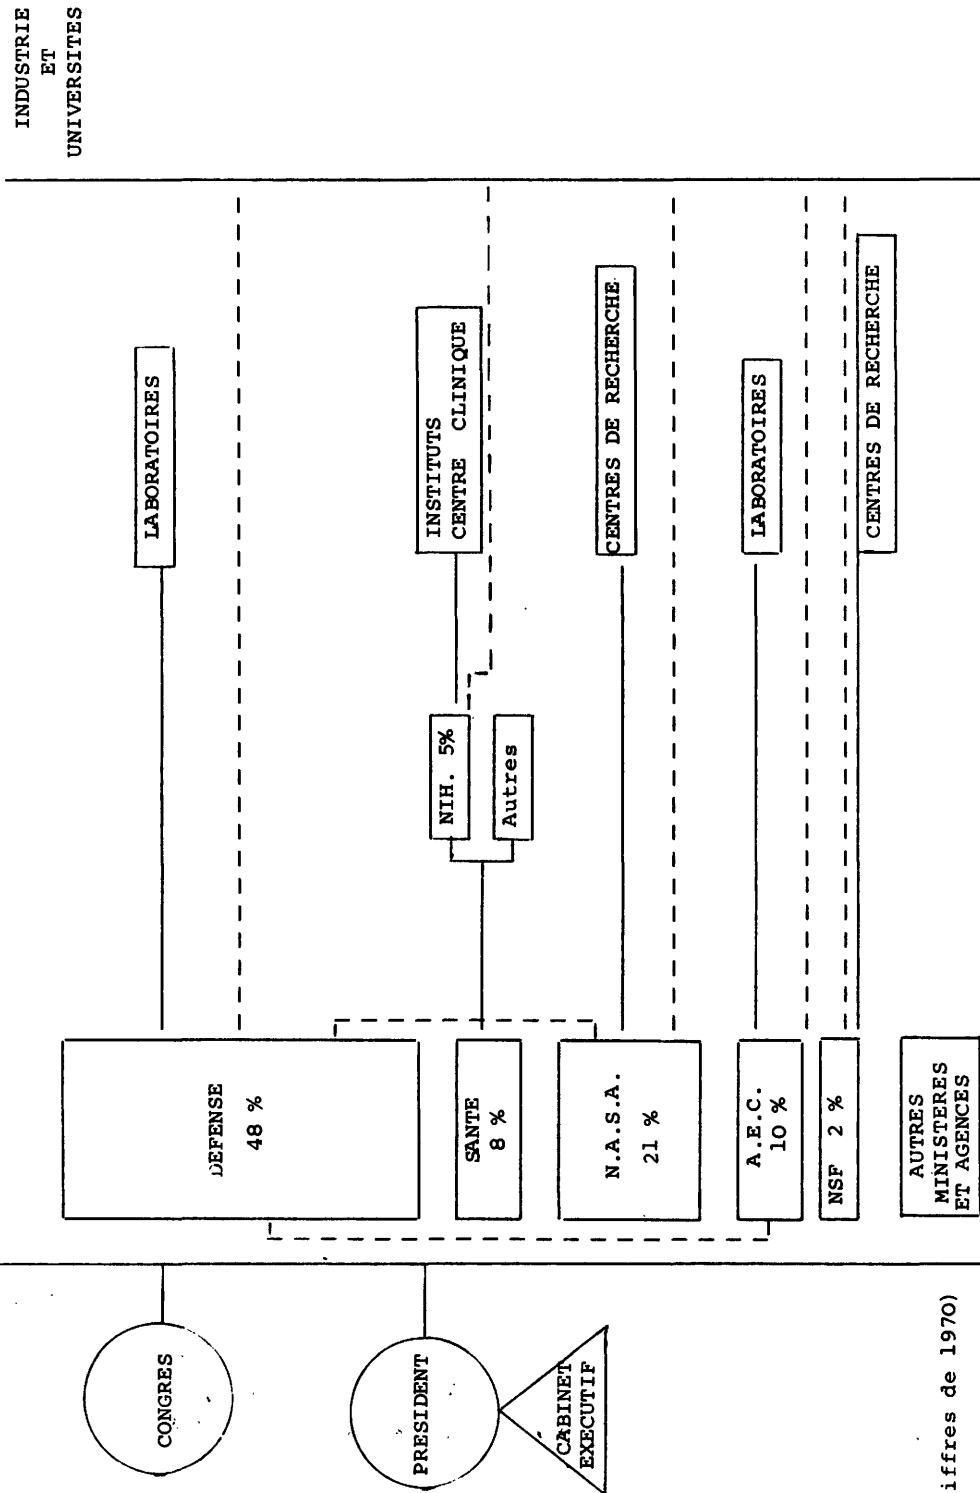 INDUSTRIE
ET
UNIVERSITES
CONGRES
DEFENSE
48 %
LABORATOIRES
PRESIDENT
CABINET
EXECUTIF
SANTE
8 %
NIH. 5%
Autres
INSTITUTS
CENTRE CLINIQUE
N.A.S.A.
21 %
CENTRES DE RECHERCHE
A.E.C.
10 %
LABORATOIRES
NSF 2 %
CENTRES DE RECHERCHE
AUTRES
MINISTERES
ET AGENCES
iffres de 1970)